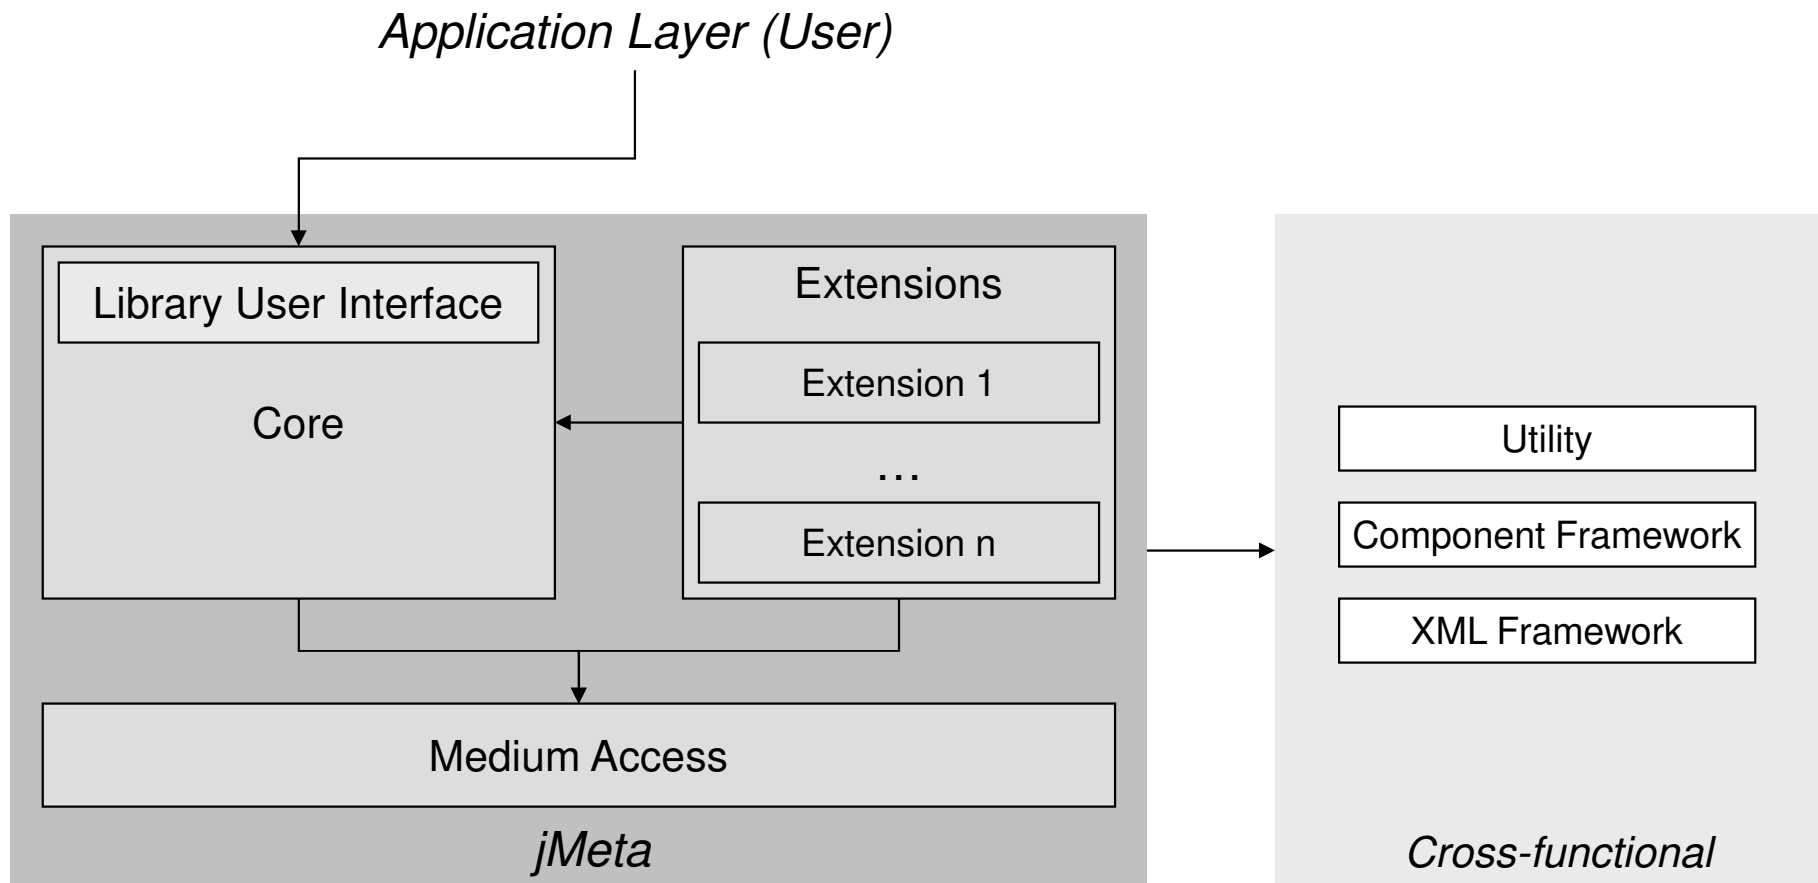 Application Layer (User)
Library User Interface
Core
Extensions
Extension 1
...
Extension n
Medium Access
jMeta
Utility
Component Framework
XML Framework
Cross-functional